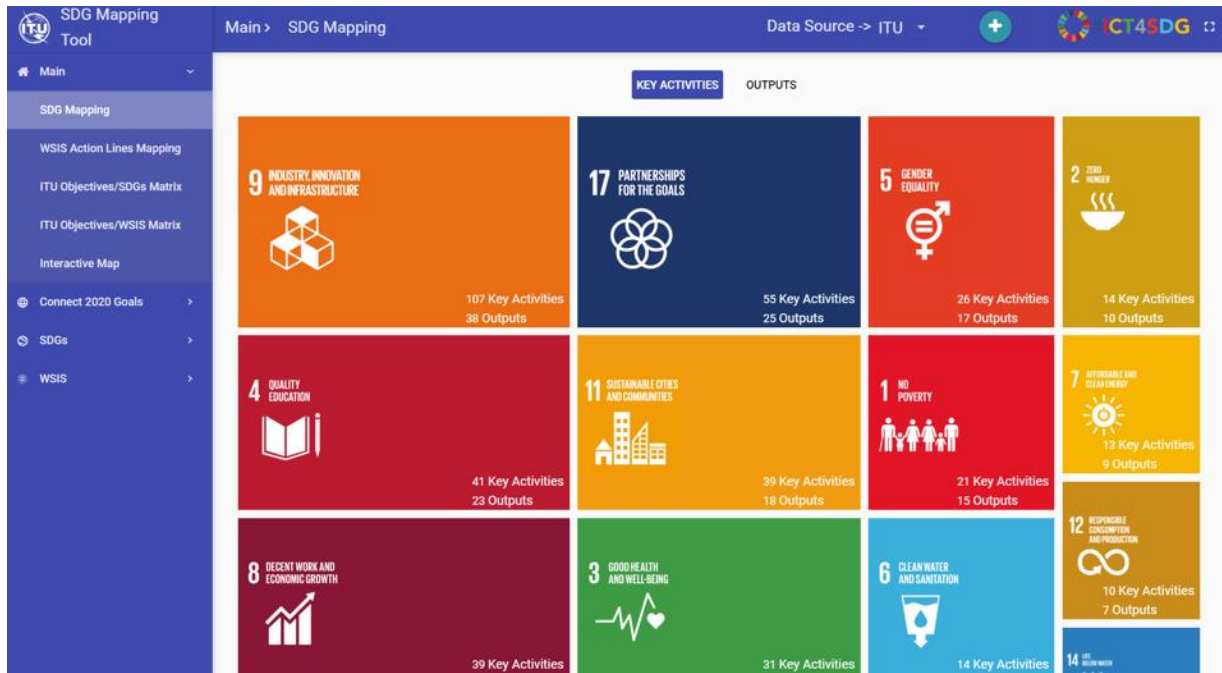 SDG Mapping
Tool
Main > SDG Mapping
Data Source -> ITU
ICT4SDG
Main
SDG Mapping
WSIS Action Lines Mapping
ITU Objectives/SDGs Matrix
ITU Objectives/WSIS Matrix
Interactive Map
Connect 2020 Goals
SDGs
WSIS
KEY ACTIVITIES
OUTPUTS
9 INDUSTRY, INNOVATION
AND INFRASTRUCTURE
107 Key Activities
38 Outputs
17 PARTNERSHIPS
FOR THE GOALS
55 Key Activities
25 Outputs
5 GENDER
EQUALITY
26 Key Activities
17 Outputs
2 ZERO
HUNGER
14 Key Activities
10 Outputs
4 QUALITY
EDUCATION
41 Key Activities
23 Outputs
11 SUSTAINABLE CITIES
AND COMMUNITIES
39 Key Activities
18 Outputs
1 NO
POVERTY
21 Key Activities
15 Outputs
7 AFFORDABLE AND
CLEAN ENERGY
13 Key Activities
9 Outputs
12 RESPONSIBLE
CONSUMPTION
AND PRODUCTION
10 Key Activities
7 Outputs
8 DECENT WORK AND
ECONOMIC GROWTH
39 Key Activities
3 GOOD HEALTH
AND WELL-BEING
31 Key Activities
6 CLEAN WATER
AND SANITATION
14 Key Activities
14 LIFE
BELOW WATER